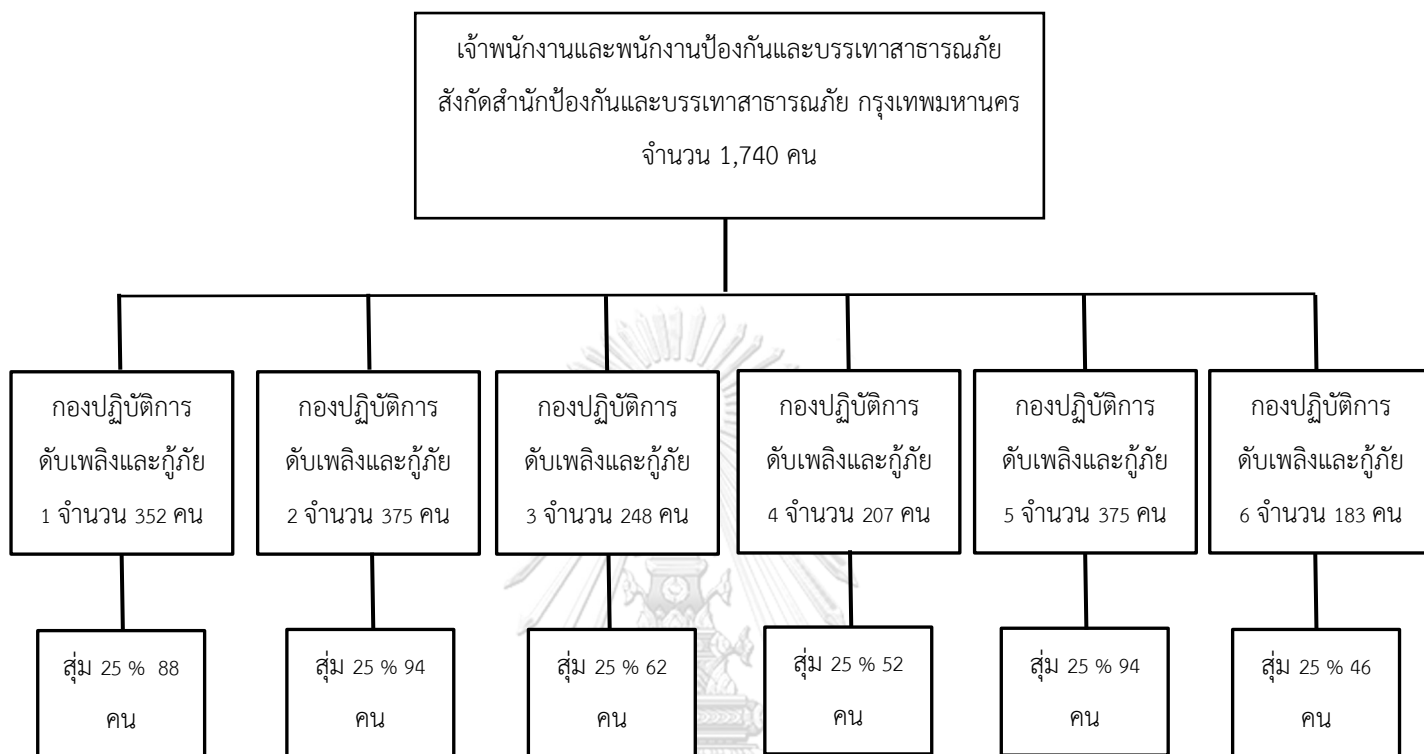 เจ้าพนักงานและพนักงานป้องกันและบรรเทาสาธารณภัย
สังกัดสำนักป้องกันและบรรเทาสาธารณภัย กรุงเทพมหานคร
จำนวน 1,740 คน
กองปฏิบัติการ
ดับเพลิงและกู้ภัย
1 จำนวน 352 คน
กองปฏิบัติการ
ดับเพลิงและกู้ภัย
2 จำนวน 375 คน
กองปฏิบัติการ
ดับเพลิงและกู้ภัย
3 จำนวน 248 คน
กองปฏิบัติการ
ดับเพลิงและกู้ภัย
4 จำนวน 207 คน
กองปฏิบัติการ
ดับเพลิงและกู้ภัย
5 จำนวน 375 คน
กองปฏิบัติการ
ดับเพลิงและกู้ภัย
6 จำนวน 183 คน
สุ่ม 25 % 88
คน
สุ่ม 25 % 94
คน
สุ่ม 25 % 62
คน
สุ่ม 25 % 52
คน
สุ่ม 25 % 94
คน
สุ่ม 25 % 46
คน